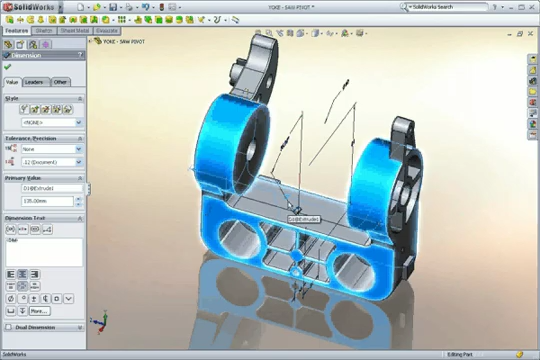 SolidWorks
YOKE - SAW PIVOT *
SolidWorks Search
Features
Sketch
Sheet Metal
Evaluate
YOKE - SAW PIVOT
Dimension
Value
Leaders
Other
Style
<NONE>
Tolerance/Precision
None
.12 (Document)
Primary Value
D1@Extrude1
135.00mm
Dimension Text
<DIM>
More...
Dual Dimension
SolidWorks
Editing Part